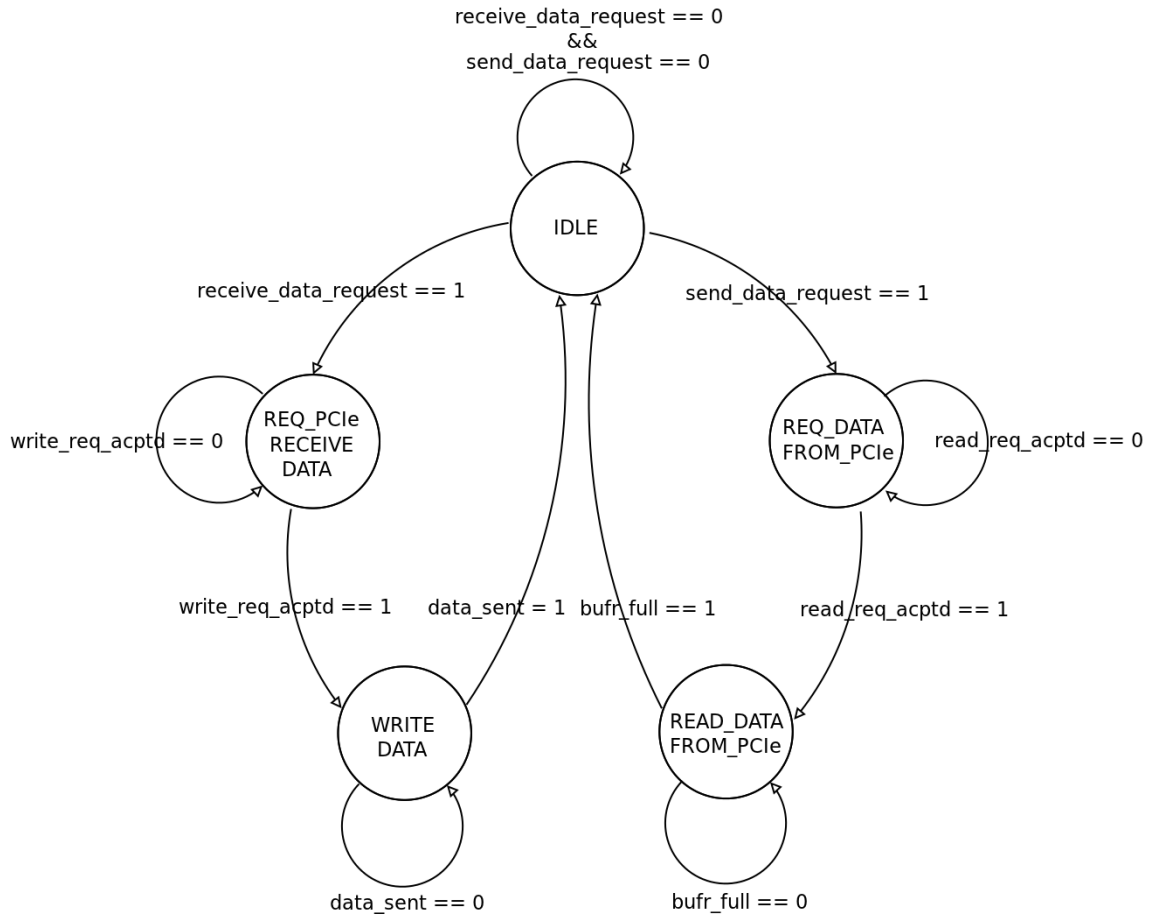 receive_data_request == 0
&&
send_data_request == 0
IDLE
receive_data_request == 1
send_data_request == 1
REQ_PCIe
RECEIVE
DATA
write_req_acptd == 0
REQ_DATA
FROM_PCIe
read_req_acptd == 0
write_req_acptd == 1
data_sent = 1
bufr_full == 1
read_req_acptd == 1
WRITE
DATA
READ_DATA
FROM_PCIe
data_sent == 0
bufr_full == 0